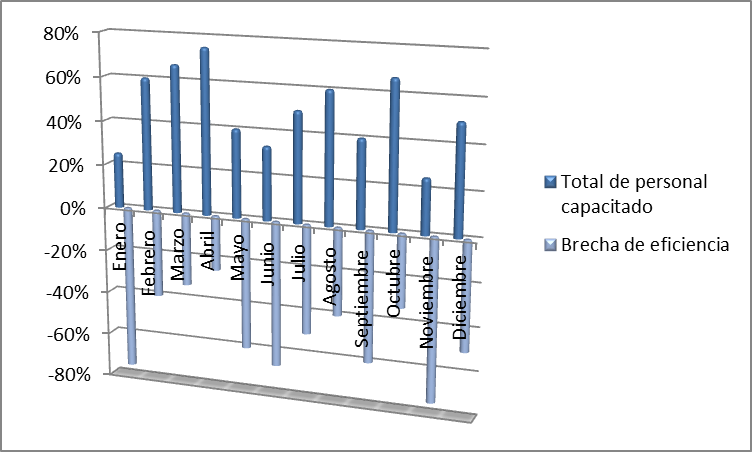 80%
60%
40%
20%
0%
-20%
-40%
-60%
-80%
Enero
Febrero
Marzo
Abril
Mayo
Junio
Julio
Agosto
Septiembre
Octubre
Noviembre
Diciembre
Total de personal
capacitado
Brecha de eficiencia